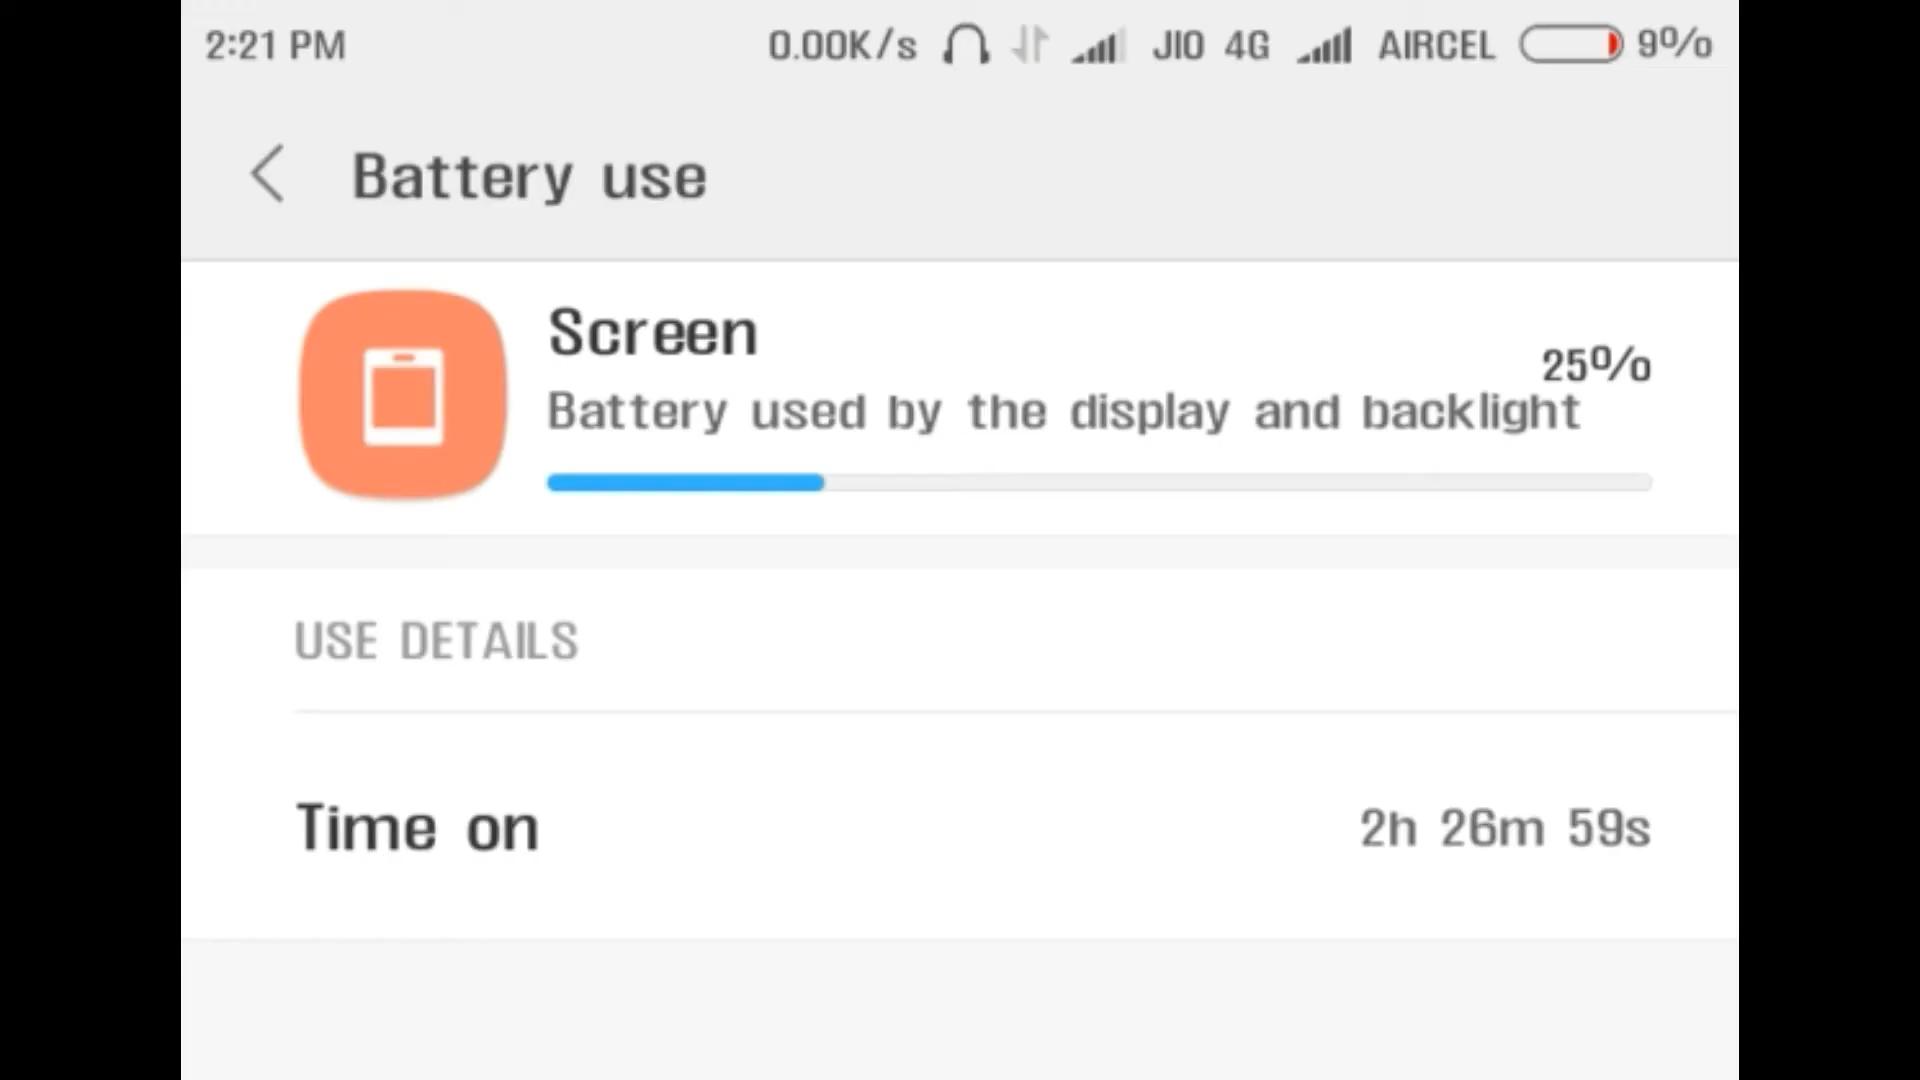 2:21 PM 0.00K/s JIO 4G AIRCEL 9%
Battery use
Screen
25%
Battery used by the display and backlight
USE DETAILS
Time on 2h 26m 59s